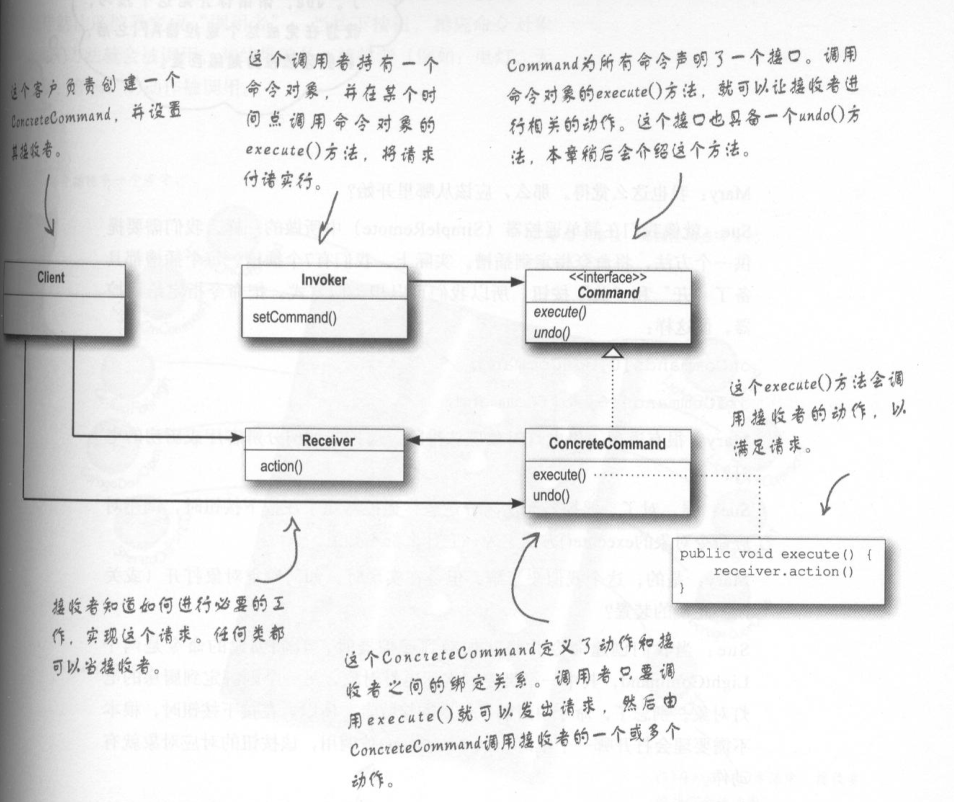 这个客户负责创建一个
ConcreteCommand，并设置
其接收者。
这个调用者持有一个
命令对象，并在某个时
间点调用命令对象的
execute()方法，将请求
付诸实行。
Command为所有命令声明了一个接口。调用
命令对象的execute()方法，就可以让接收者进
行相关的动作。这个接口也具备一个undo()方
法，本章稍后会介绍这个方法。
Client
Invoker
setCommand()
<<interface>>
Command
execute()
undo()
这个execute()方法会调
用接收者的动作，以
满足请求。
Receiver
action()
ConcreteCommand
execute()
undo()
public void execute() {
receiver.action()
}
接收者知道如何进行必要的工
作，实现这个请求。任何类都
可以当接收者。
这个ConcreteCommand定义了动作和接
收者之间的绑定关系。调用者只要调
用execute()就可以发出请求，然后由
ConcreteCommand调用接收者的一个或多个
动作。